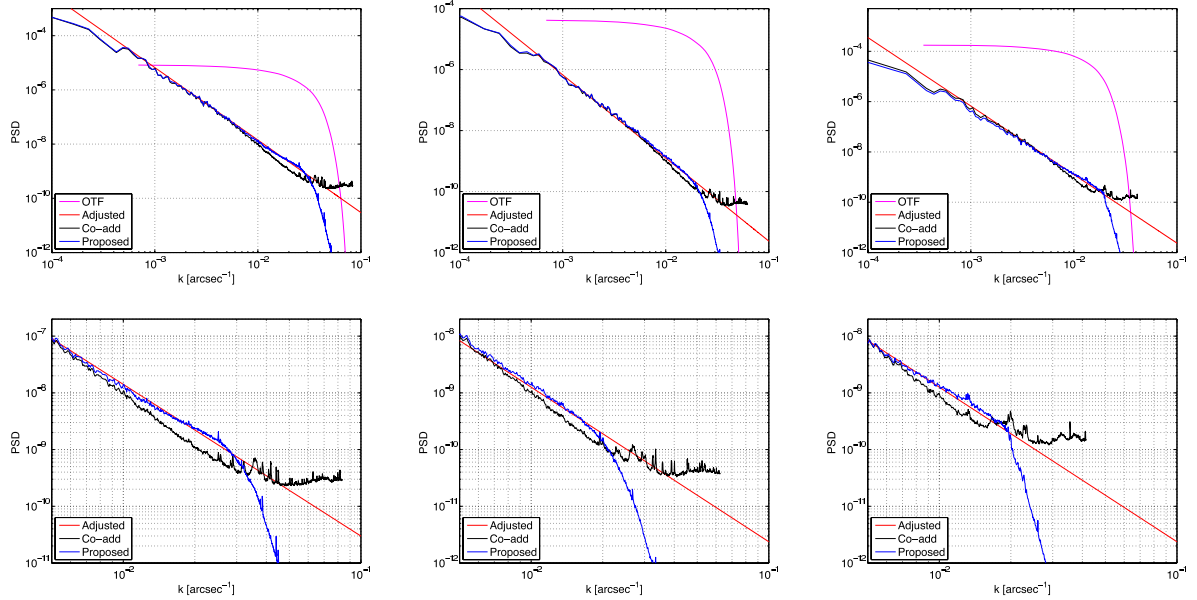 10⁻⁴
10⁻⁶
10⁻⁸
10⁻¹⁰
10⁻¹²
PSD
OTF
Adjusted
Co−add
Proposed
10⁻⁴
10⁻³
10⁻²
10⁻¹
k [arcsec⁻¹]
10⁻⁴
10⁻⁶
10⁻⁸
10⁻¹⁰
10⁻¹²
PSD
OTF
Adjusted
Co−add
Proposed
10⁻⁴
10⁻³
10⁻²
10⁻¹
k [arcsec⁻¹]
10⁻⁴
10⁻⁶
10⁻⁸
10⁻¹⁰
10⁻¹²
PSD
OTF
Adjusted
Co−add
Proposed
10⁻⁴
10⁻³
10⁻²
10⁻¹
k [arcsec⁻¹]
10⁻⁷
10⁻⁸
10⁻⁹
10⁻¹⁰
10⁻¹¹
PSD
Adjusted
Co−add
Proposed
10⁻²
10⁻¹
k [arcsec⁻¹]
10⁻⁸
10⁻⁹
10⁻¹⁰
10⁻¹¹
10⁻¹²
PSD
Adjusted
Co−add
Proposed
10⁻²
10⁻¹
k [arcsec⁻¹]
10⁻⁸
10⁻⁹
10⁻¹⁰
10⁻¹¹
10⁻¹²
PSD
Adjusted
Co−add
Proposed
10⁻²
10⁻¹
k [arcsec⁻¹]